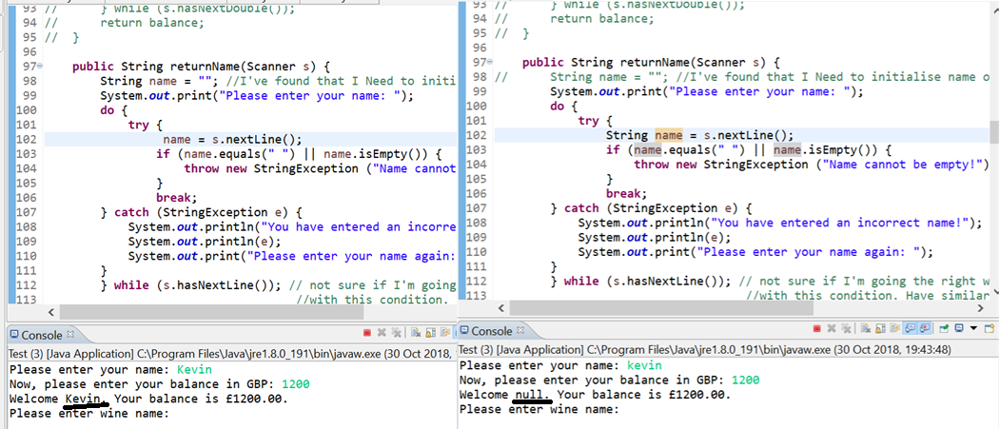 93 //        } while (s.hasNextDouble());
94 //        return balance;
95 //    }
96
97    public String returnName(Scanner s) {
98        String name = ""; //I've found that I Need to initi
99        System.out.print("Please enter your name: ");
100        do {
101            try {
102                 name = s.nextLine();
103                if (name.equals(" ") || name.isEmpty()) {
104                    throw new StringException ("Name cannot
105                }
106                break;
107        } catch (StringException e) {
108            System.out.println("You have entered an incorre
109            System.out.println(e);
110            System.out.print("Please enter your name again:
111        }
112        } while (s.hasNextLine()); // not sure if I'm going
113                                    //with this condition.
Console
Test (3) [Java Application] C:\Program Files\Java\jre1.8.0_191\bin\javaw.exe (30 Oct 2018,
Please enter your name: Kevin
Now, please enter your balance in GBP: 1200
Welcome Kevin. Your balance is £1200.00.
Please enter wine name:
93 //        } while (s.hasNextDouble());
94 //        return balance;
95 //    }
96
97    public String returnName(Scanner s) {
98 //        String name = ""; //I've found that I Need to initialise name o
99        System.out.print("Please enter your name: ");
100        do {
101            try {
102                String name = s.nextLine();
103                if (name.equals(" ") || name.isEmpty()) {
104                    throw new StringException ("Name cannot be empty!")
105                }
106                break;
107        } catch (StringException e) {
108            System.out.println("You have entered an incorrect name!");
109            System.out.println(e);
110            System.out.print("Please enter your name again: ");
111        }
112        } while (s.hasNextLine()); // not sure if I'm going the right w
113                                    //with this condition. Have similar
Console
Test (3) [Java Application] C:\Program Files\Java\jre1.8.0_191\bin\javaw.exe (30 Oct 2018, 19:43:48)
Please enter your name: kevin
Now, please enter your balance in GBP: 1200
Welcome null. Your balance is £1200.00.
Please enter wine name: